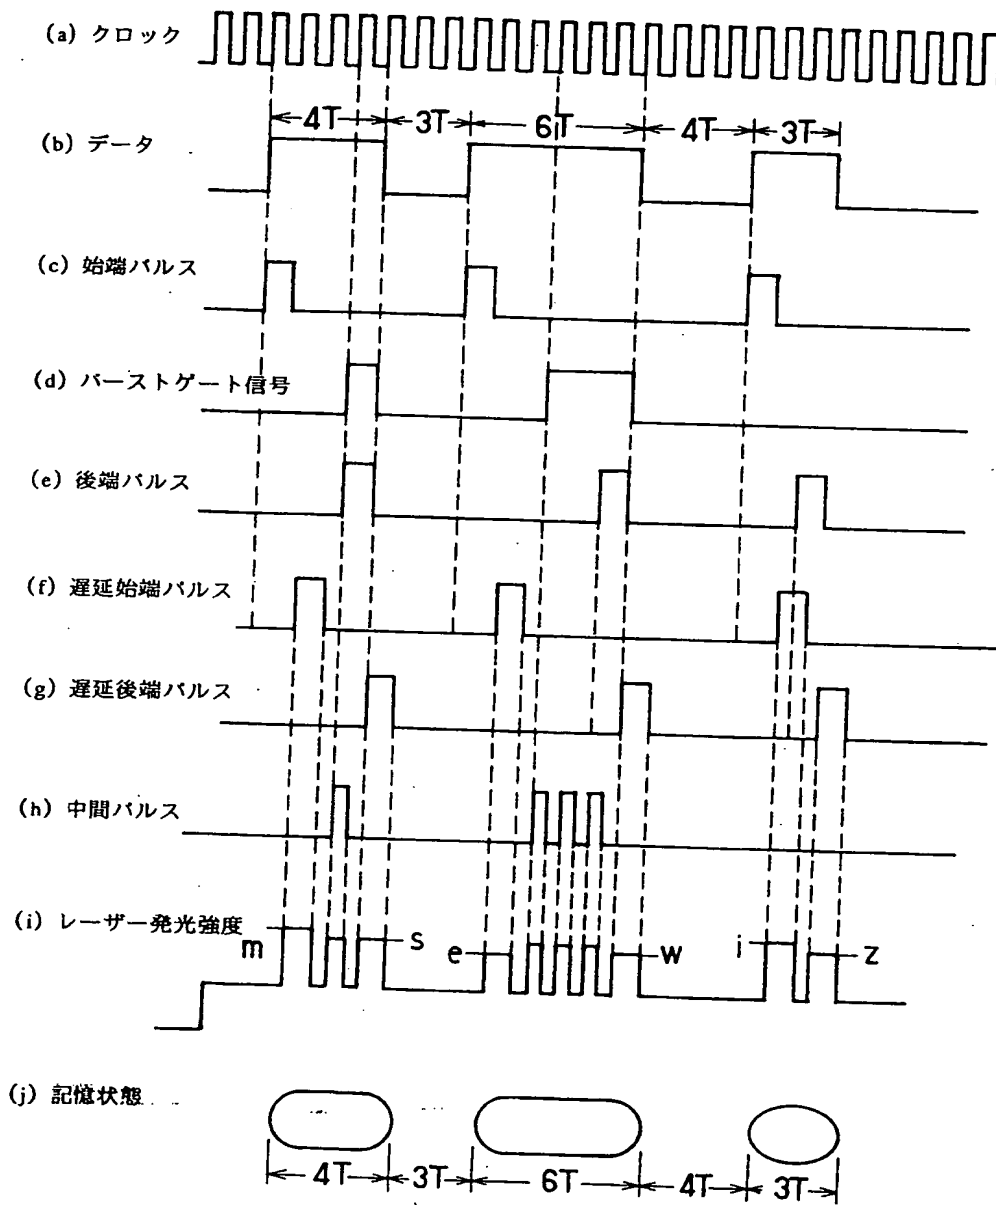 (a) クロック
4T 3T 6T 4T 3T
(b) データ
(c) 始端パルス
(d) バーストゲート信号
(e) 後端パルス
(f) 遅延始端パルス
(g) 遅延後端パルス
(h) 中間パルス
(i) レーザー発光強度
m s e w i z
(j) 記憶状態
4T 3T 6T 4T 3T